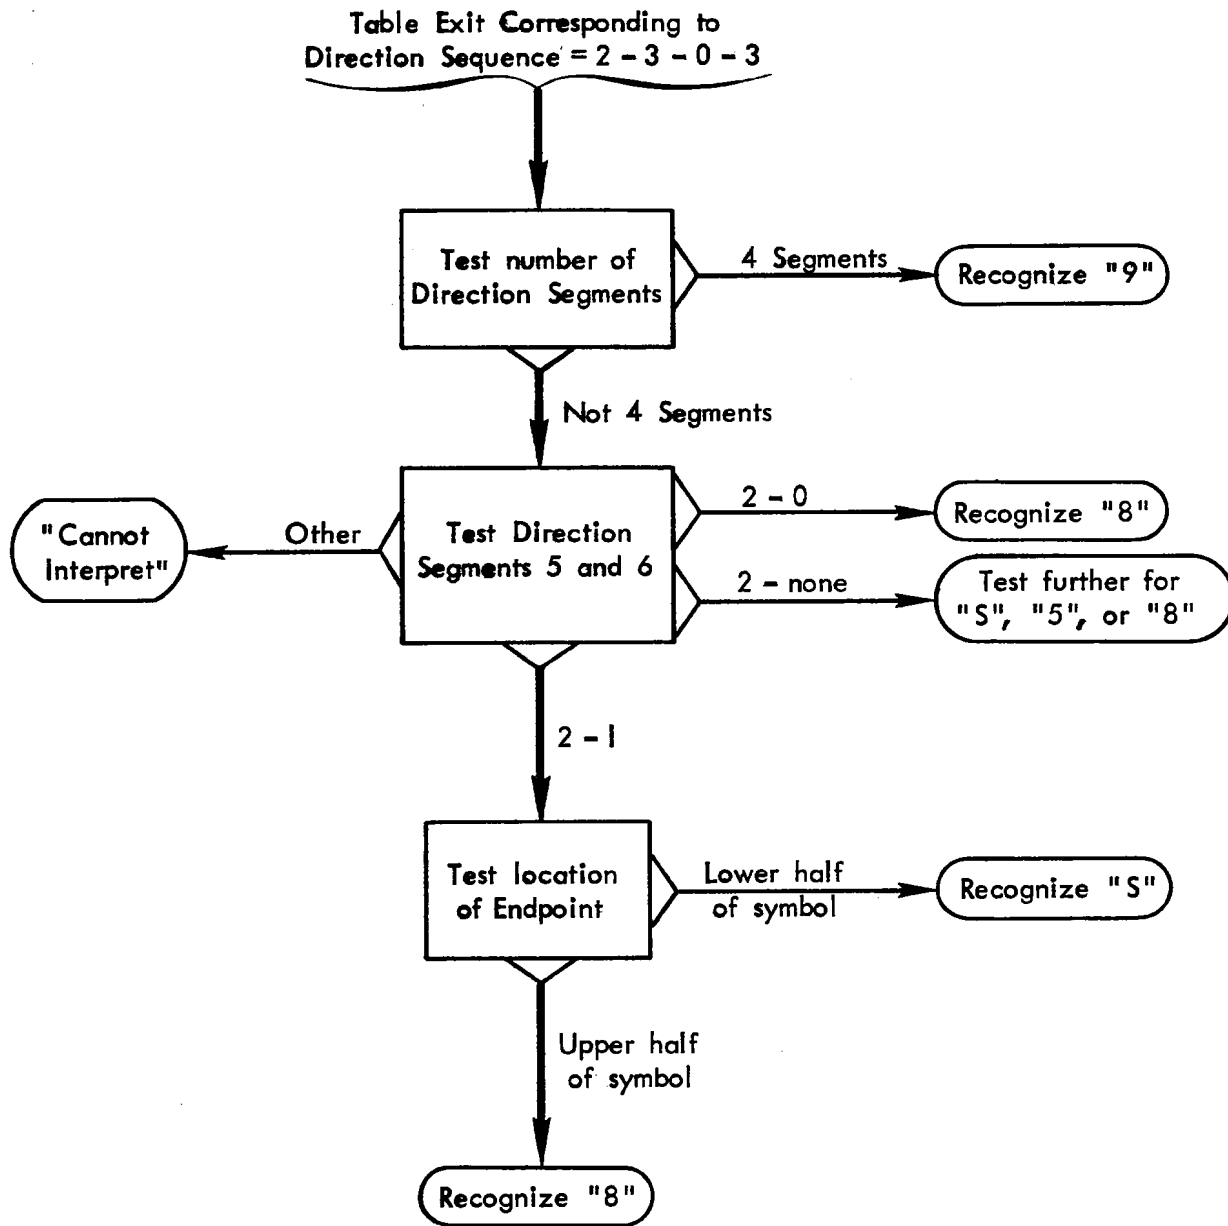 Table Exit Corresponding to
Direction Sequence = 2 - 3 - 0 - 3
Test number of
Direction Segments
4 Segments
Recognize "9"
Not 4 Segments
"Cannot
Interpret"
Other
Test Direction
Segments 5 and 6
2 - 0
Recognize "8"
2 - none
Test further for
"S", "5", or "8"
2 - 1
Test location
of Endpoint
Lower half
of symbol
Recognize "S"
Upper half
of symbol
Recognize "8"